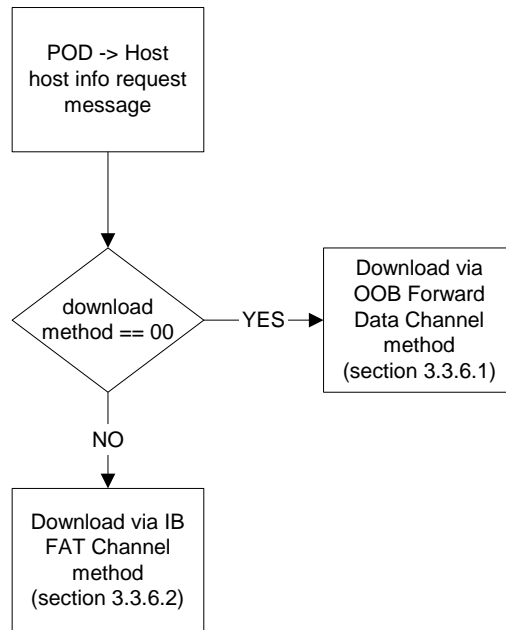 POD -> Host
host info request
message
download
method == 00
YES
Download via
OOB Forward
Data Channel
method
(section 3.3.6.1)
NO
Download via IB
FAT Channel
method
(section 3.3.6.2)